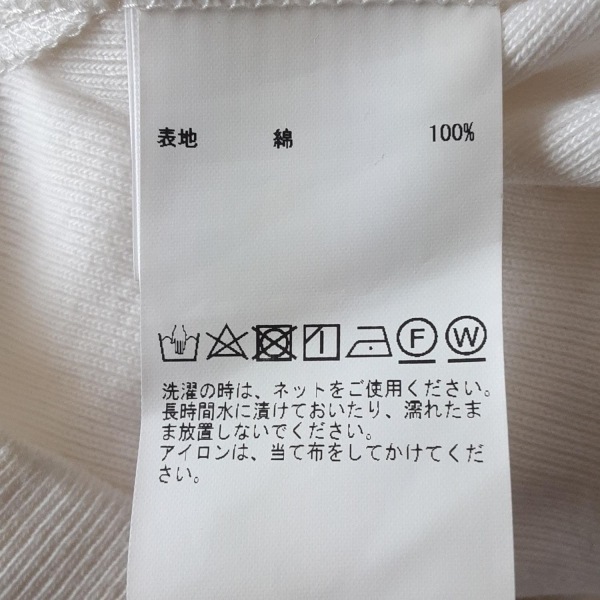 表地 綿 100%
F W
洗濯の時は、ネットをご使用ください。
長時間水に漬けておいたり、濡れたま
ま放置しないでください。
アイロンは、当て布をしてかけてくだ
さい。